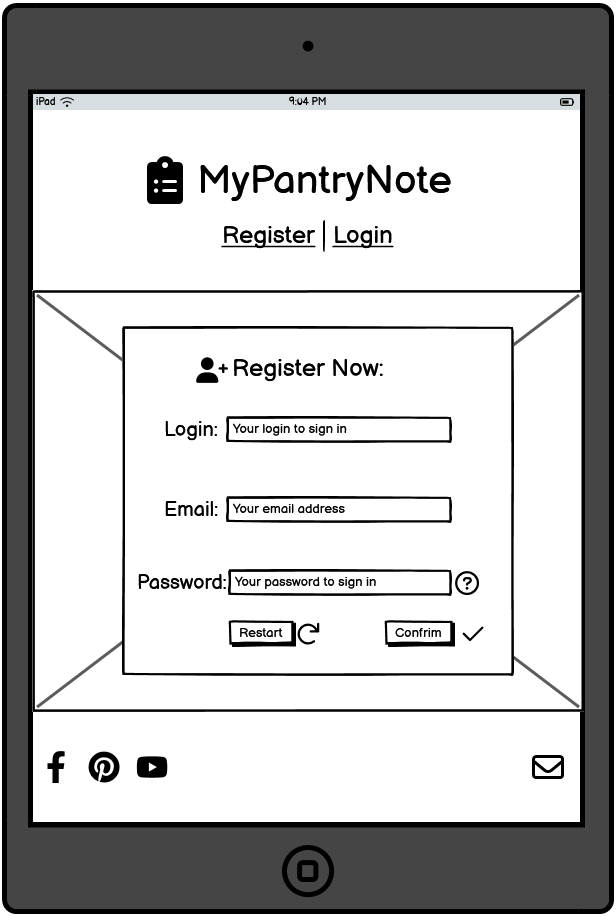 iPad 9:04 PM
MyPantryNote
Register | Login
Register Now:
Login: Your login to sign in
Email: Your email address
Password: Your password to sign in
Restart Confrim